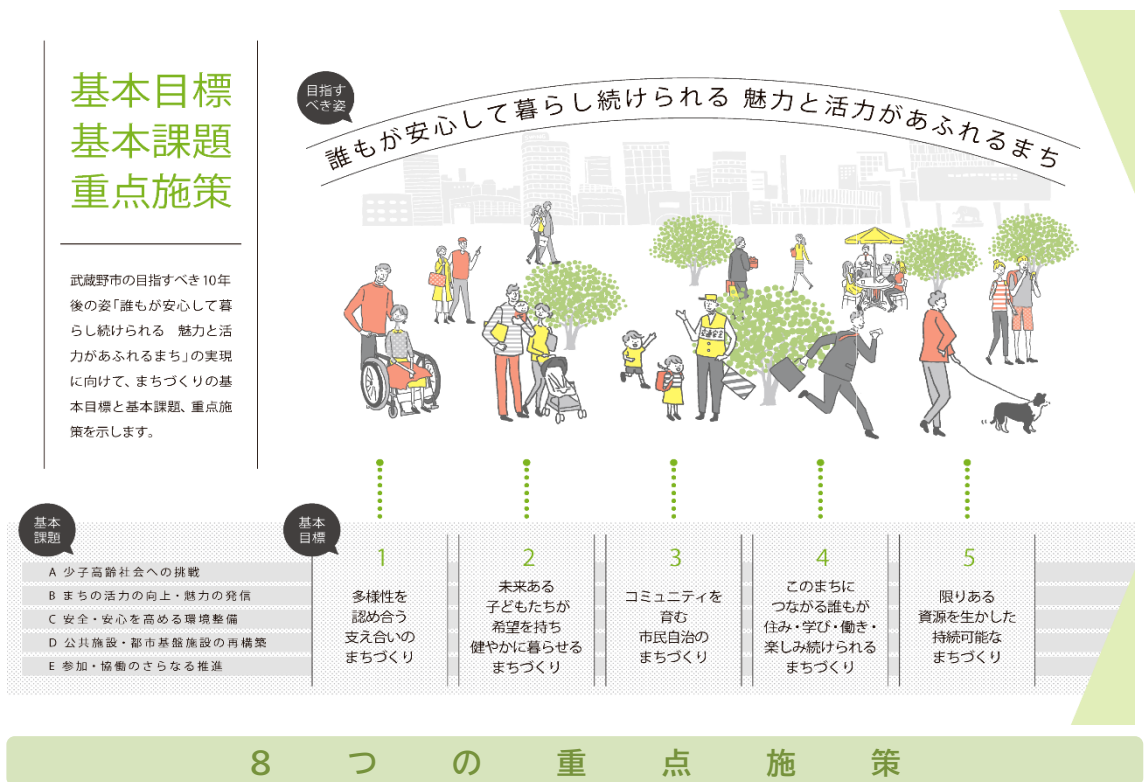 基本目標
基本課題
重点施策
武蔵野市の目指すべき10年
後の姿「誰もが安心して暮
らし続けられる　魅力と活
力があふれるまち」の実現
に向けて、まちづくりの基
本目標と基本課題、重点施
策を示します。
目指す
べき姿
誰もが安心して暮らし続けられる 魅力と活力があふれるまち
基本
課題
A 少子高齢社会への挑戦
B まちの活力の向上・魅力の発信
C 安全・安心を高める環境整備
D 公共施設・都市基盤施設の再構築
E 参加・協働のさらなる推進
基本
目標
1
多様性を
認め合う
支え合いの
まちづくり
2
未来ある
子どもたちが
希望を持ち
健やかに暮らせる
まちづくり
3
コミュニティを
育む
市民自治の
まちづくり
4
このまちに
つながる誰もが
住み・学び・働き・
楽しみ続けられる
まちづくり
5
限りある
資源を生かした
持続可能な
まちづくり
8つの重点施策